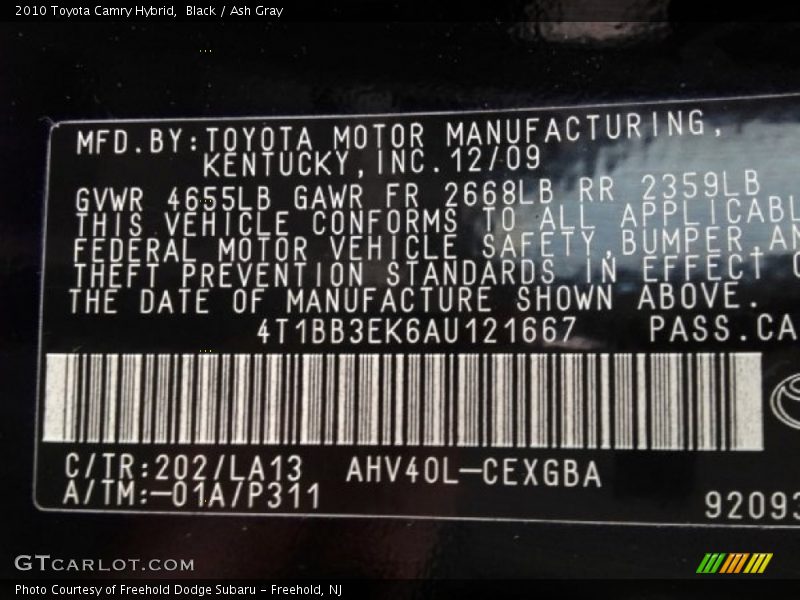 2010 Toyota Camry Hybrid,  Black / Ash Gray
MFD.BY:TOYOTA MOTOR MANUFACTURING,
KENTUCKY,INC.12/09
GVWR 4655LB GAWR FR 2668LB RR 2359LB
THIS VEHICLE CONFORMS TO ALL APPLICABL
FEDERAL MOTOR VEHICLE SAFETY,BUMPER,AN
THEFT PREVENTION STANDARDS IN EFFECT O
THE DATE OF MANUFACTURE SHOWN ABOVE.
4T1BB3EK6AU121667 PASS.CA
C/TR:202/LA13 AHV40L-CEXGBA
A/TM:-01A/P311
92093
GTCARLOT.COM
Photo Courtesy of Freehold Dodge Subaru - Freehold, NJ